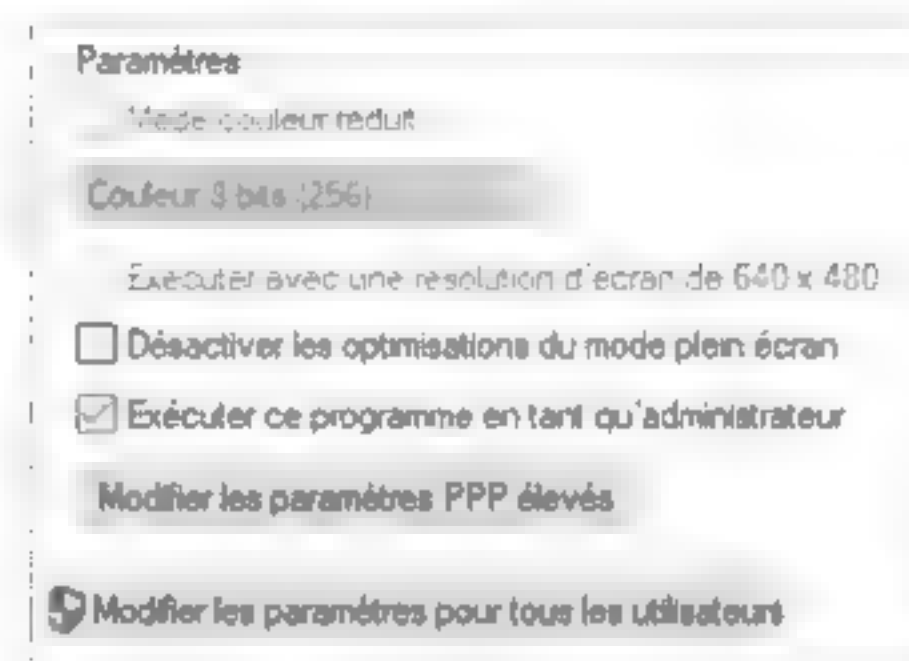 Paramètres
Mode couleur réduit
Couleur 8 bits (256)
Exécuter avec une résolution d'écran de 640 x 480
Désactiver les optimisations du mode plein écran
Exécuter ce programme en tant qu'administrateur
Modifier les paramètres PPP élevés
Modifier les paramètres pour tous les utilisateurs